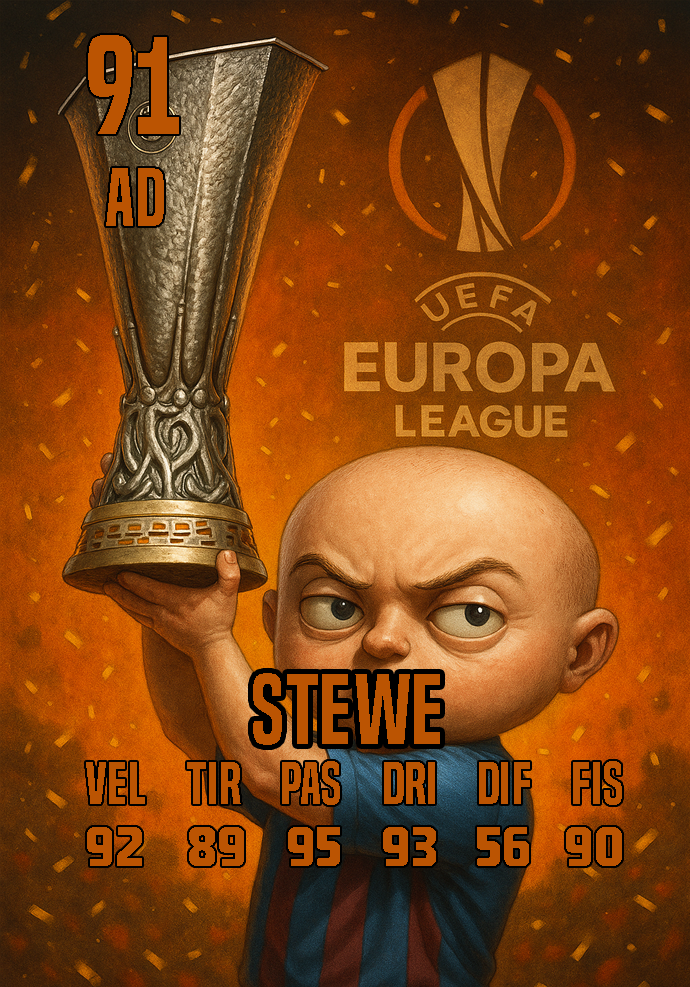 91
AD
UEFA
EUROPA
LEAGUE
STEWE
VEL TIR PAS DRI DIF FIS
92 89 95 93 56 90